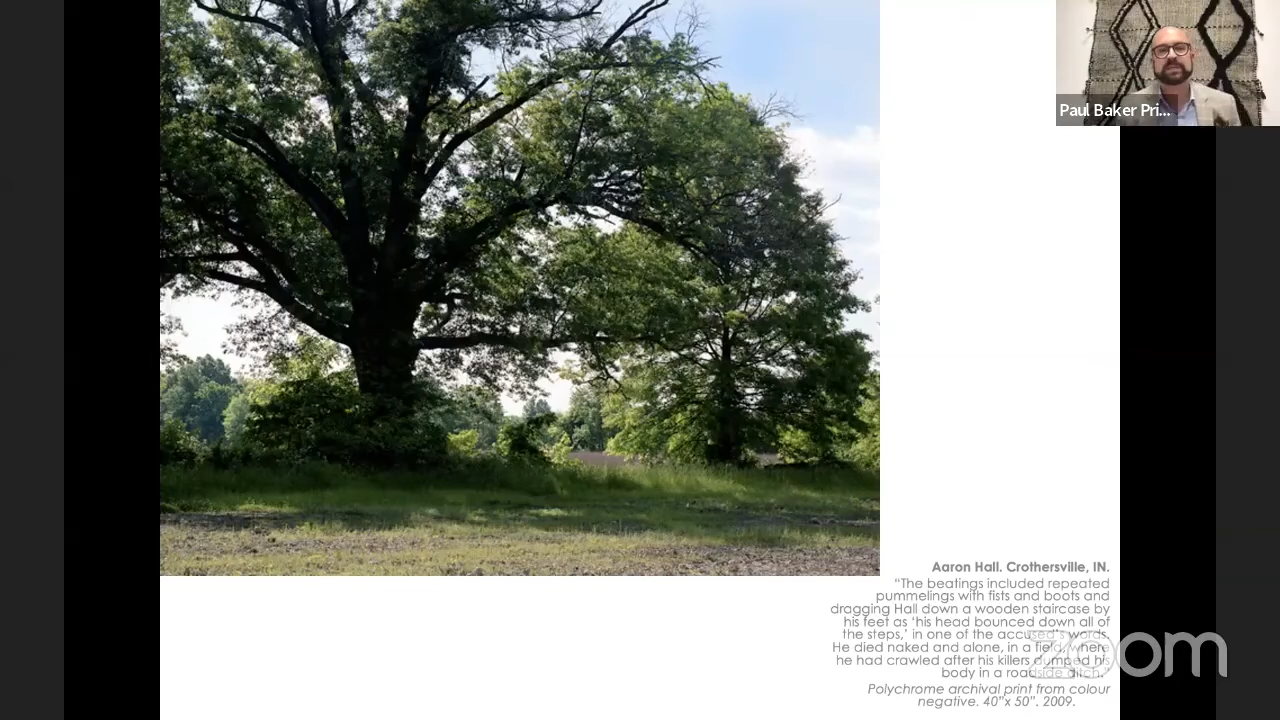 Paul Baker Pri...
Aaron Hall. Crothersville, IN.
“The beatings included repeated
pummelings with fists and boots and
dragging Hall down a wooden staircase by
his feet as ‘his head bounced down all of
the steps,’ in one of the accused’s words.
He died naked and alone, in a field, where
he had crawled after his killers dumped his
body in a roadside ditch.”
Polychrome archival print from colour
negative. 40”x 50”. 2009.
zoom